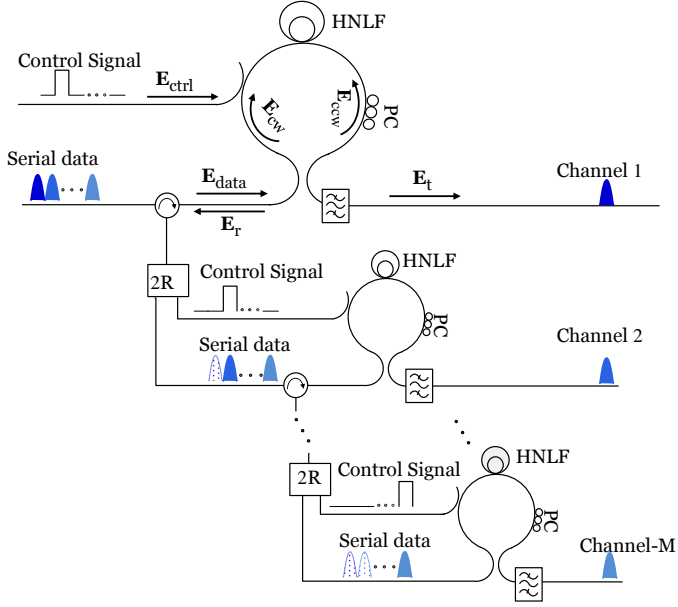 HNLF
Control Signal
E_ctrl
E_cw
E_ccw
PC
Serial data
E_data
E_t
Channel 1
E_r
2R
Control Signal
HNLF
PC
Serial data
Channel 2
2R
Control Signal
HNLF
PC
Serial data
Channel-M